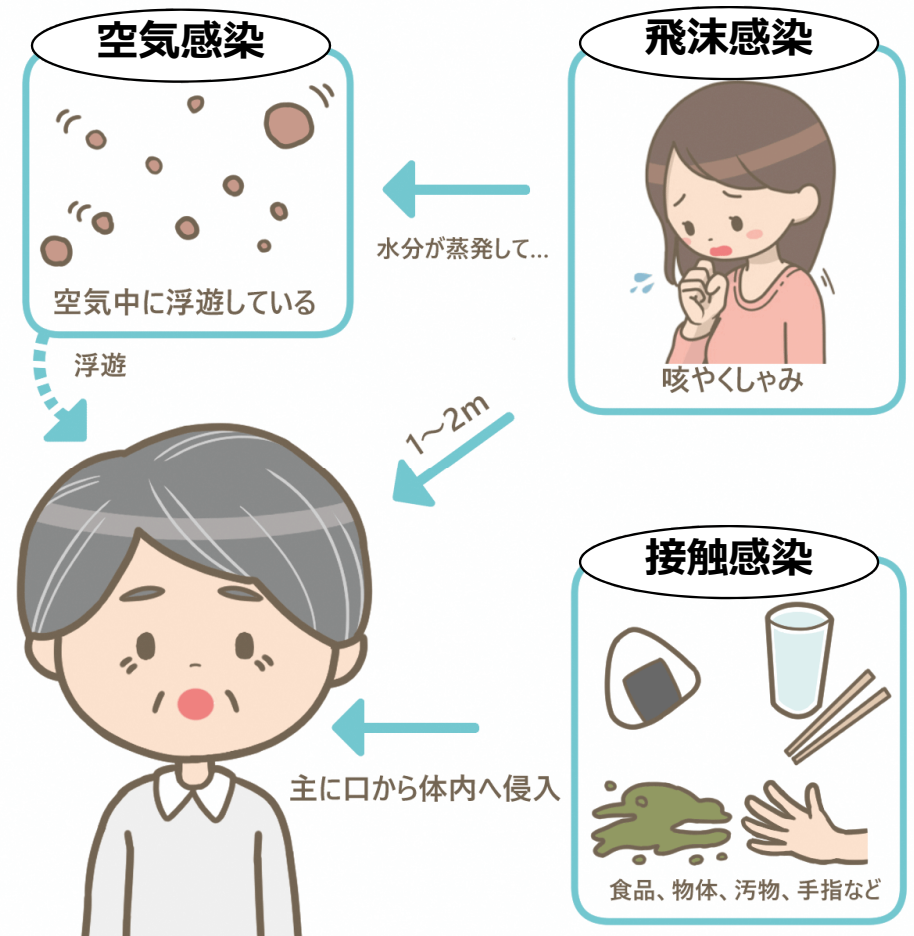 空気感染
飛沫感染
水分が蒸発して...
空気中に浮遊している
浮遊
咳やくしゃみ
1～2m
接触感染
主に口から体内へ侵入
食品、物体、汚物、手指など